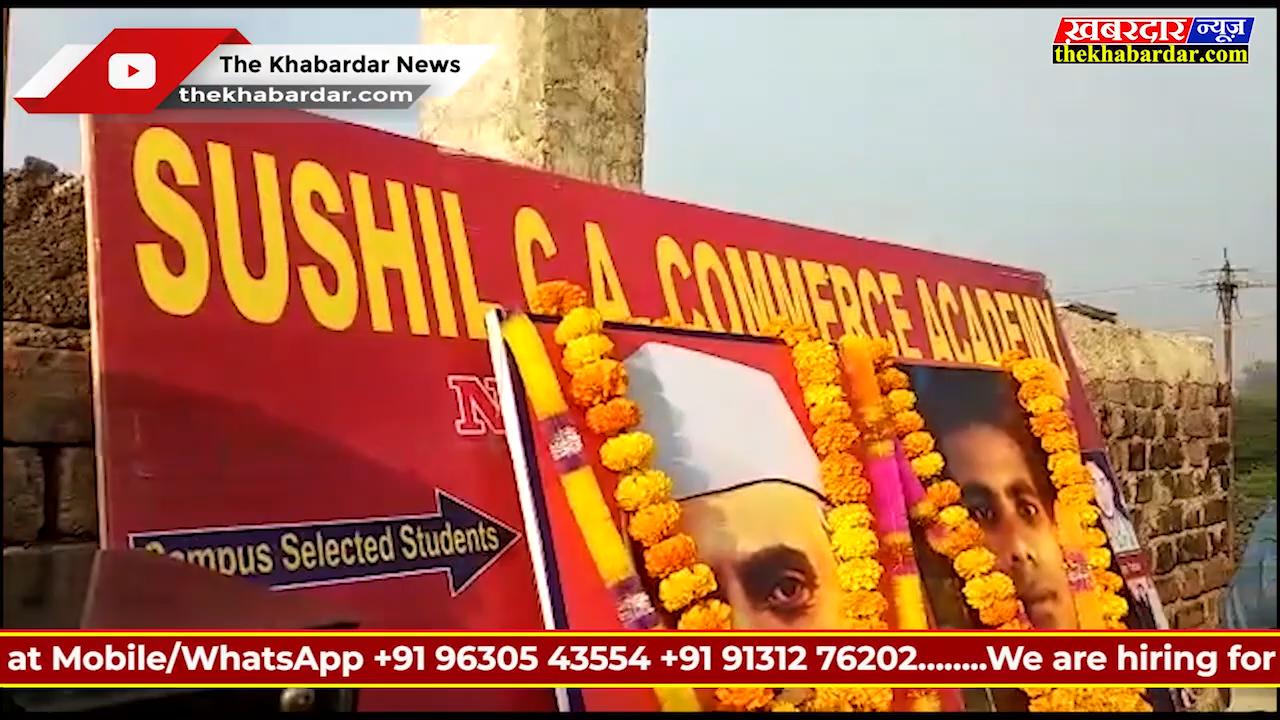 The Khabardar News
thekhabardar.com
ख़बरदार न्यूज़
thekhabardar.com
SUSHIL C.A. COMMERCE ACADEMY
N
Campus Selected Students
at Mobile/WhatsApp +91 96305 43554 +91 91312 76202........We are hiring for